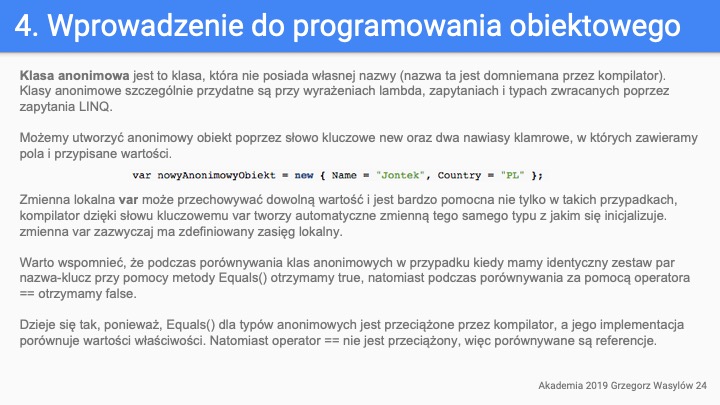 4. Wprowadzenie do programowania obiektowego
Klasa anonimowa jest to klasa, która nie posiada własnej nazwy (nazwa ta jest domniemana przez kompilator).
Klasy anonimowe szczególnie przydatne są przy wyrażeniach lambda, zapytaniach i typach zwracanych poprzez
zapytania LINQ.
Możemy utworzyć anonimowy obiekt poprzez słowo kluczowe new oraz dwa nawiasy klamrowe, w których zawieramy
pola i przypisane wartości.
var nowyAnonimowyObiekt = new { Name = "Jontek", Country = "PL" };
Zmienna lokalna var może przechowywać dowolną wartość i jest bardzo pomocna nie tylko w takich przypadkach,
kompilator dzięki słowu kluczowemu var tworzy automatyczne zmienną tego samego typu z jakim się inicjalizuje.
zmienna var zazwyczaj ma zdefiniowany zasięg lokalny.
Warto wspomnieć, że podczas porównywania klas anonimowych w przypadku kiedy mamy identyczny zestaw par
nazwa-klucz przy pomocy metody Equals() otrzymamy true, natomiast podczas porównywania za pomocą operatora
== otrzymamy false.
Dzieje się tak, ponieważ, Equals() dla typów anonimowych jest przeciążone przez kompilator, a jego implementacja
porównuje wartości właściwości. Natomiast operator == nie jest przeciążony, więc porównywane są referencje.
Akademia 2019 Grzegorz Wasylów 24